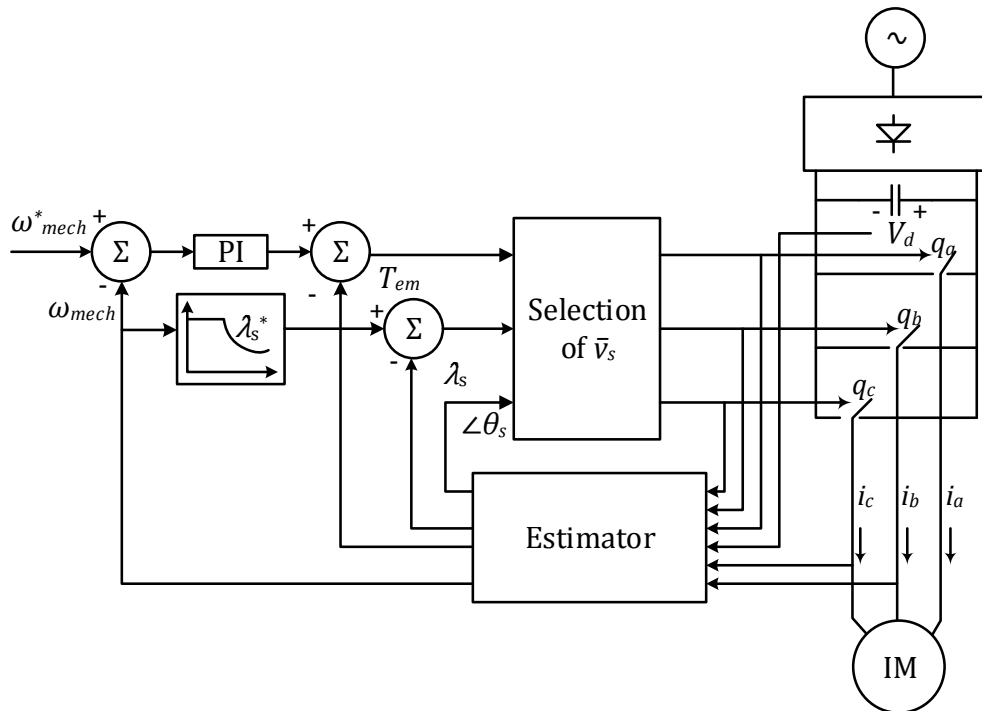 ω*mech
+
-
Σ
ωmech
PI
λs*
+
-
Σ
Tem
+
-
Σ
λs
∠θs
Selection
of v̄s
Estimator
~
- +
Vd
qa
qb
qc
ic
ib
ia
IM